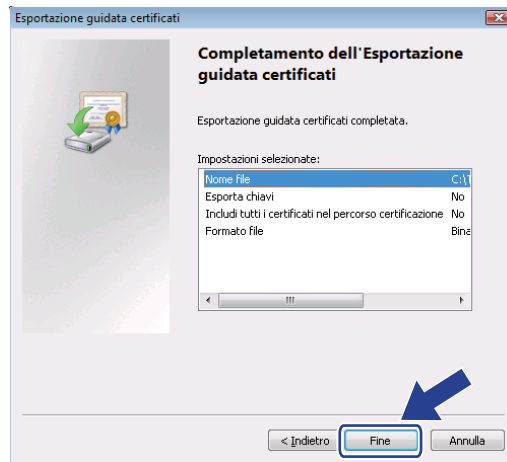 Esportazione guidata certificati
Completamento dell'Esportazione
guidata certificati
Esportazione guidata certificati completata.
Impostazioni selezionate:
Nome file C:\
Esporta chiavi No
Includi tutti i certificati nel percorso certificazione No
Formato file Bina
< Indietro Fine Annulla